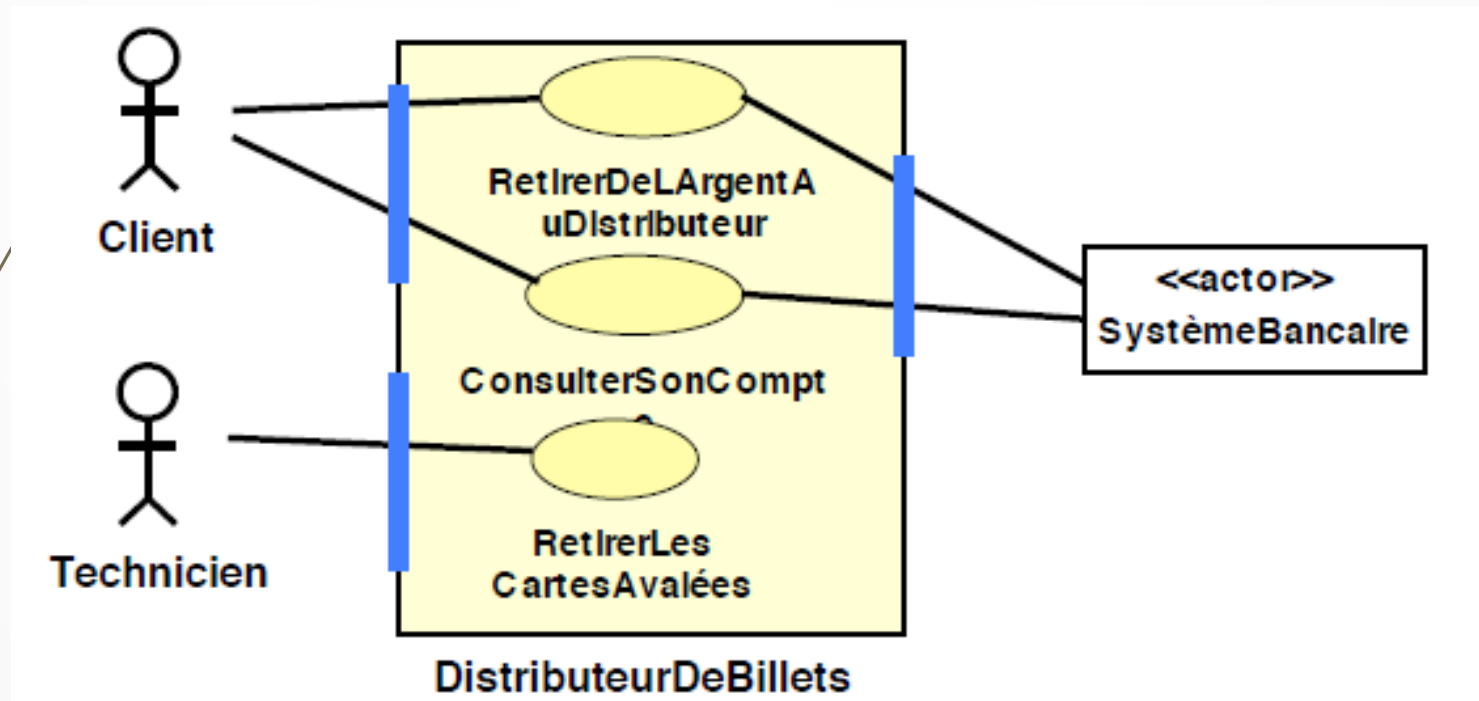 Client
RetirerDeLArgentA
uDistributeur
<<actor>>
SystèmeBancaire
ConsulterSonCompt
Technicien
RetirerLes
CartesAvalées
DistributeurDeBillets